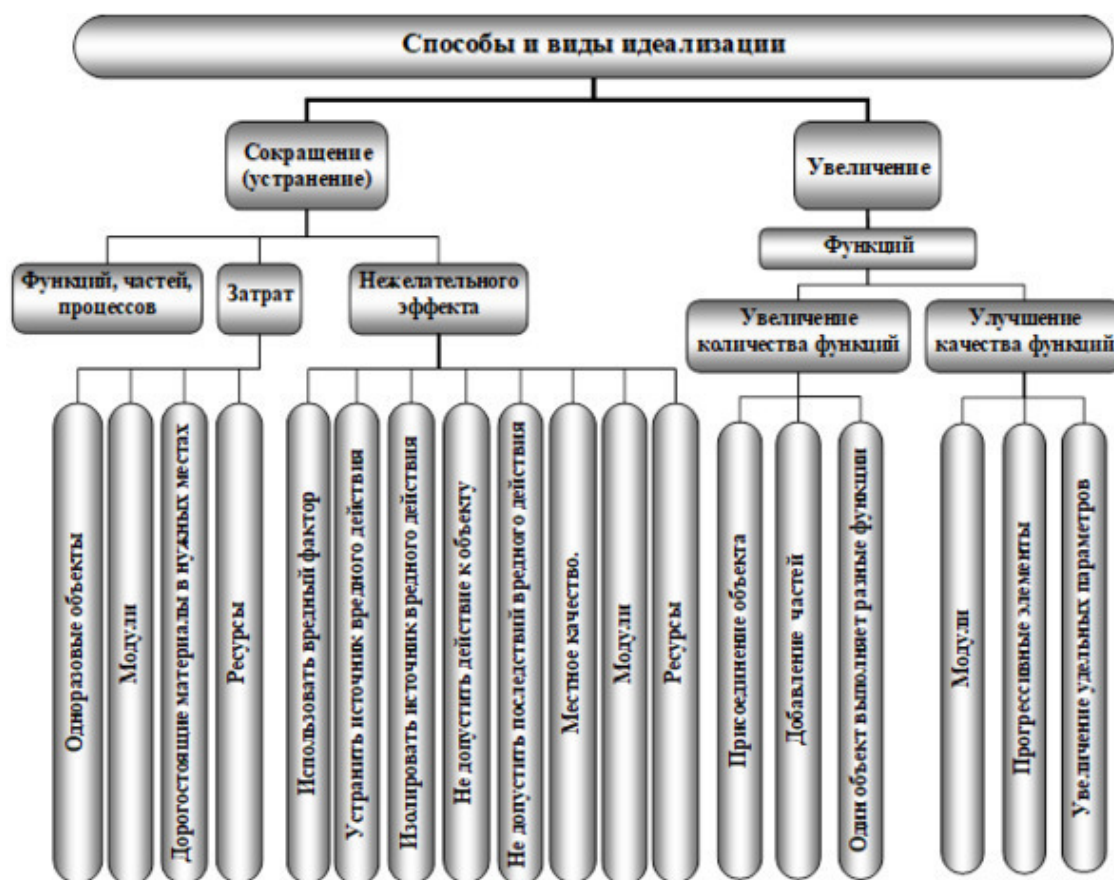 Способы и виды идеализации
Сокращение
(устранение)
Увеличение
Функций
Функций, частей,
процессов
Затрат
Нежелательного
эффекта
Увеличение
количества функций
Улучшение
качества функций
Одноразовые объекты
Модули
Дорогостоящие материалы в нужных местах
Ресурсы
Использовать вредный фактор
Устранить источник вредного действия
Изолировать источник вредного действия
Не допустить действие к объекту
Не допустить последствий вредного действия
Местное качество.
Модули
Ресурсы
Присоединение объекта
Добавление частей
Один объект выполняет разные функции
Модули
Прогрессивные элементы
Увеличение удельных параметров